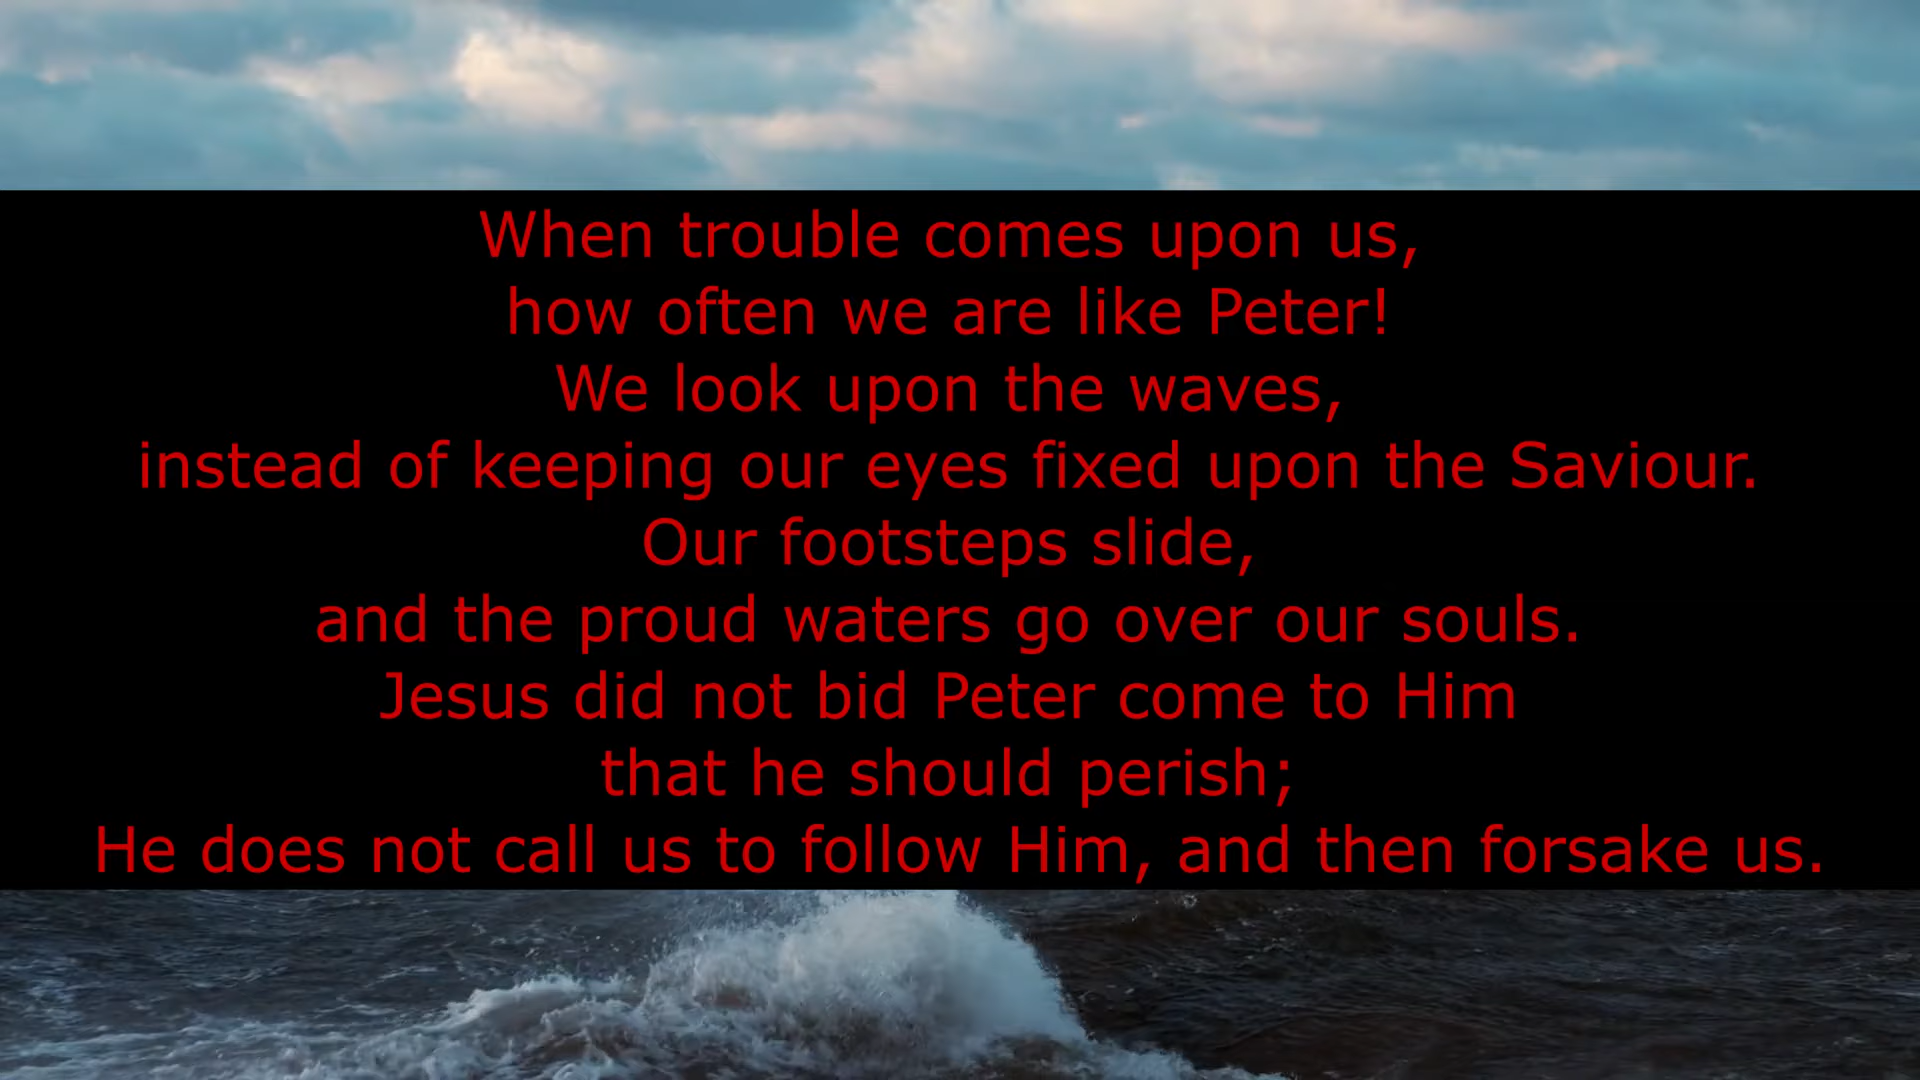 When trouble comes upon us,
how often we are like Peter!
We look upon the waves,
instead of keeping our eyes fixed upon the Saviour.
Our footsteps slide,
and the proud waters go over our souls.
Jesus did not bid Peter come to Him
that he should perish;
He does not call us to follow Him, and then forsake us.